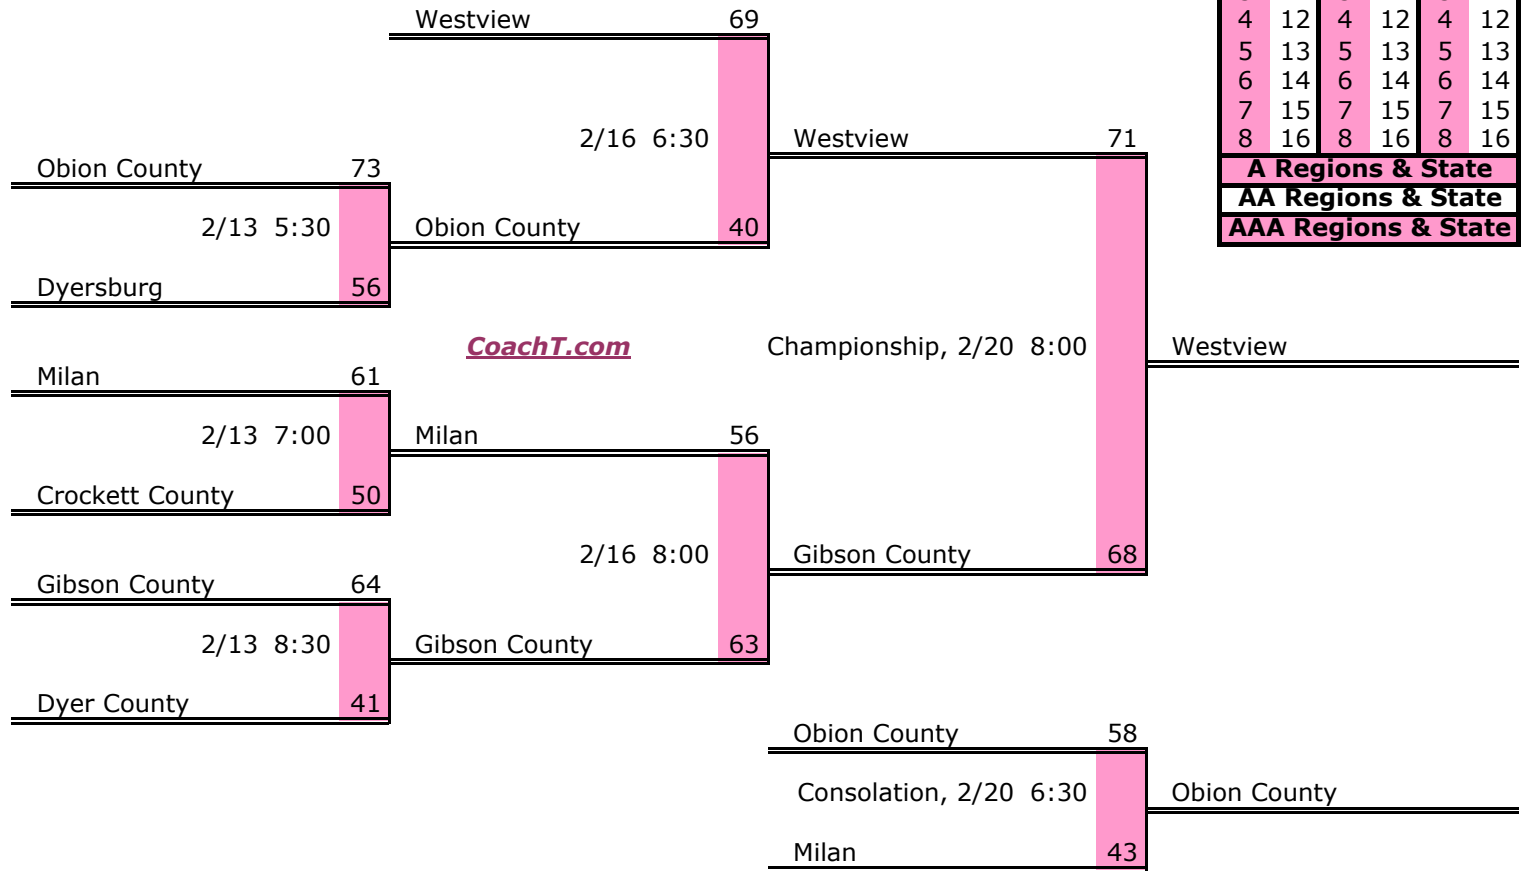 Westview 69
4 12 4 12 4 12
5 13 5 13 5 13
6 14 6 14 6 14
7 15 7 15 7 15
2/16 6:30 Westview 71
8 16 8 16 8 16
Obion County 73
A Regions & State
AA Regions & State
2/13 5:30 Obion County 40
AAA Regions & State
Dyersburg 56
CoachT.com Championship, 2/20 8:00 Westview
Milan 61
2/13 7:00 Milan 56
Crockett County 50
2/16 8:00 Gibson County 68
Gibson County 64
2/13 8:30 Gibson County 63
Dyer County 41
Obion County 58
Consolation, 2/20 6:30 Obion County
Milan 43